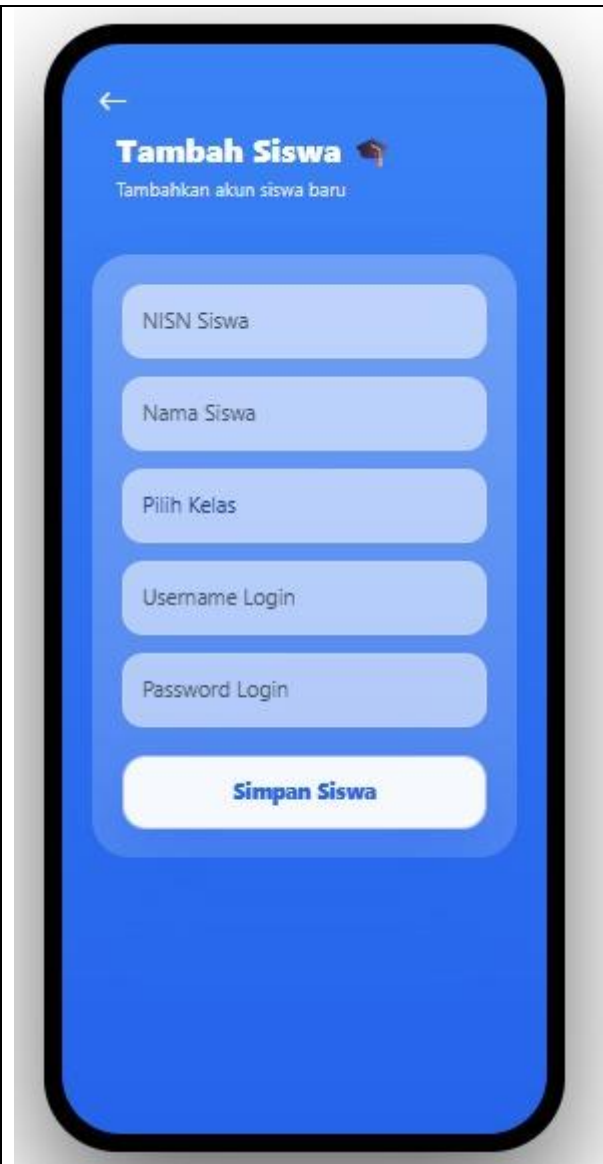 Tambah Siswa
Tambahkan akun siswa baru
NISN Siswa
Nama Siswa
Pilih Kelas
Username Login
Password Login
Simpan Siswa